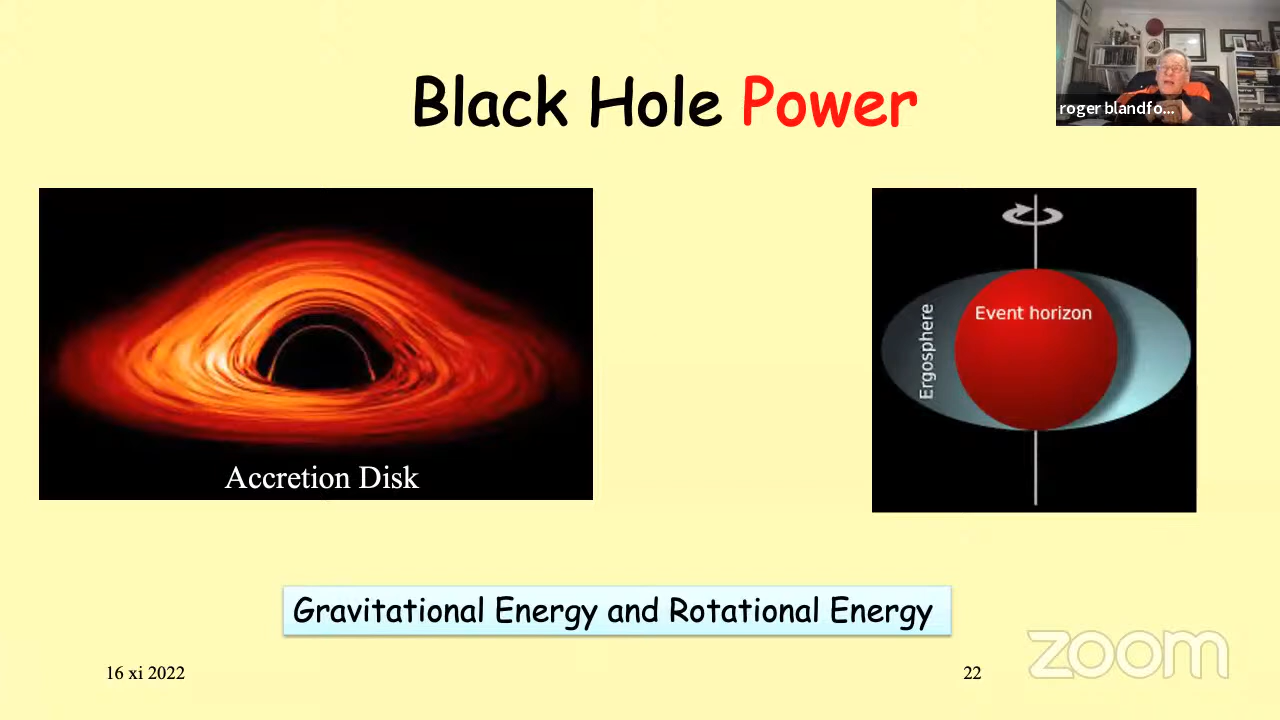 Black Hole Power
roger blandfo...
Event horizon
Ergosphere
Accretion Disk
Gravitational Energy and Rotational Energy
16 xi 2022
22
zoom